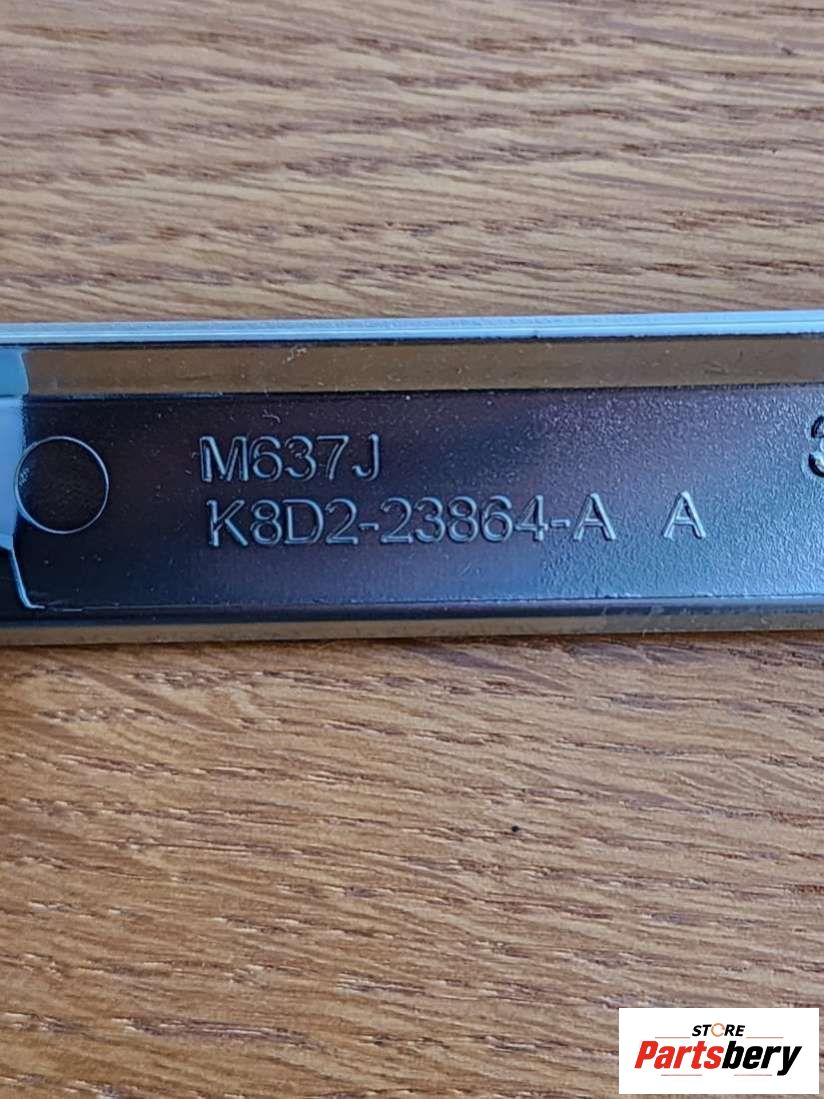 M637J
K8D2-23864-A A
STORE
Partsbery